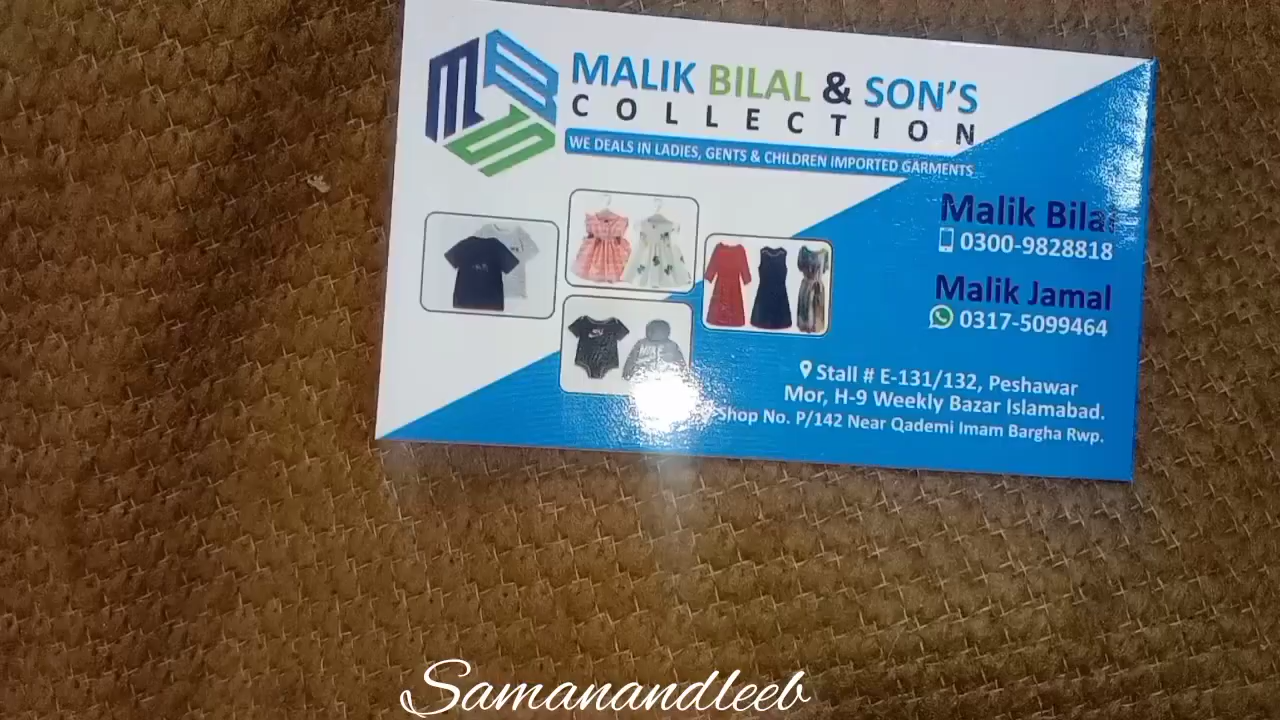 MBS
MALIK BILAL & SON'S
COLLECTION
WE DEALS IN LADIES, GENTS & CHILDREN IMPORTED GARMENTS
Malik Bilal
0300-9828818
Malik Jamal
0317-5099464
Stall # E-131/132, Peshawar
Mor, H-9 Weekly Bazar Islamabad.
Shop No. P/142 Near Qademi Imam Bargha Rwp.
Samanandleeb